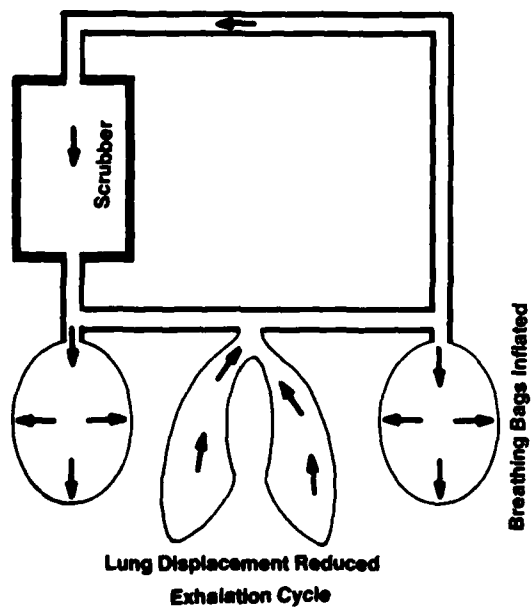 Scrubber
Breathing Bags Inflated
Lung Displacement Reduced
Exhalation Cycle